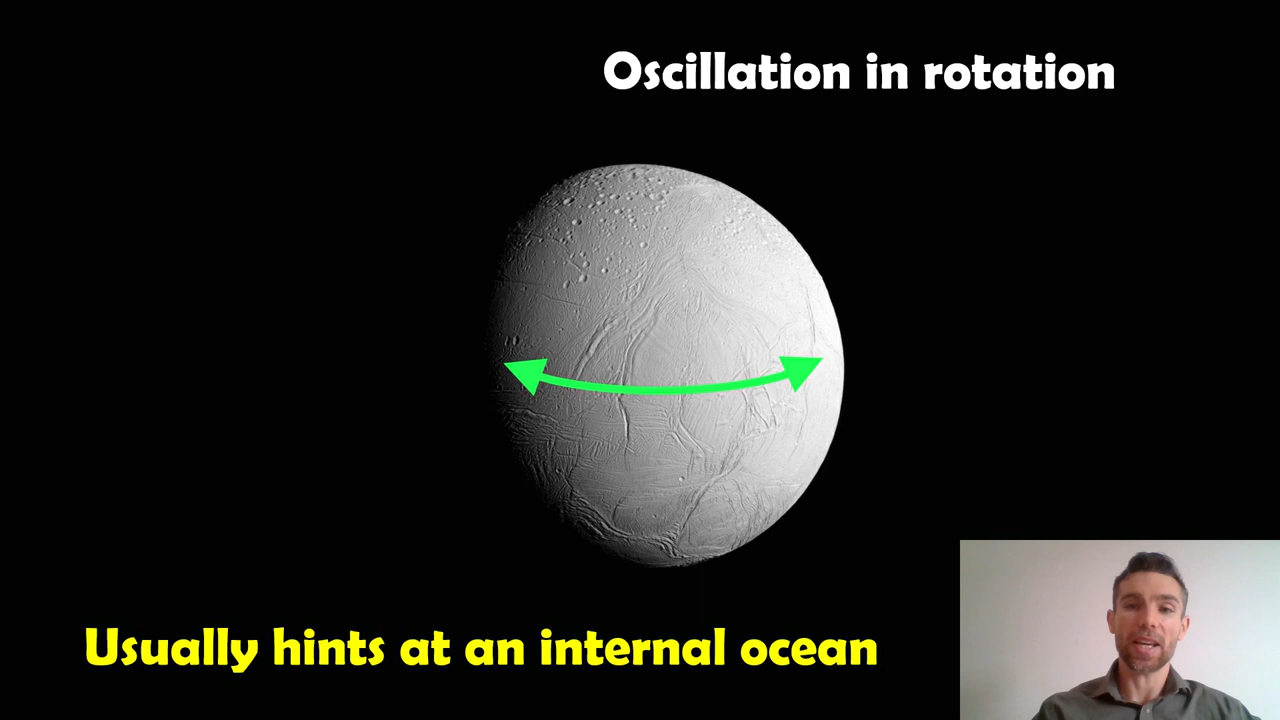 Oscillation in rotation
Usually hints at an internal ocean